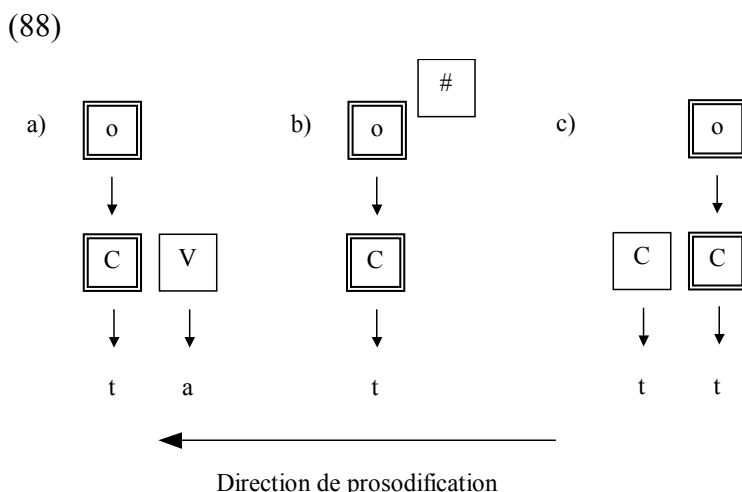 (88)
#
a) o b) o c) o
C V C C C
t a t t t
Direction de prosodification